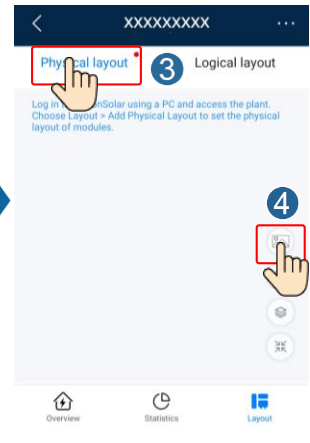 XXXXXXXXX
Physical layout
3
Logical layout
Log in
Solar using a PC and access the plant.
Choose Layout > Add Physical Layout to set the physical
layout of modules.
4
Overview
Statistics
Layout